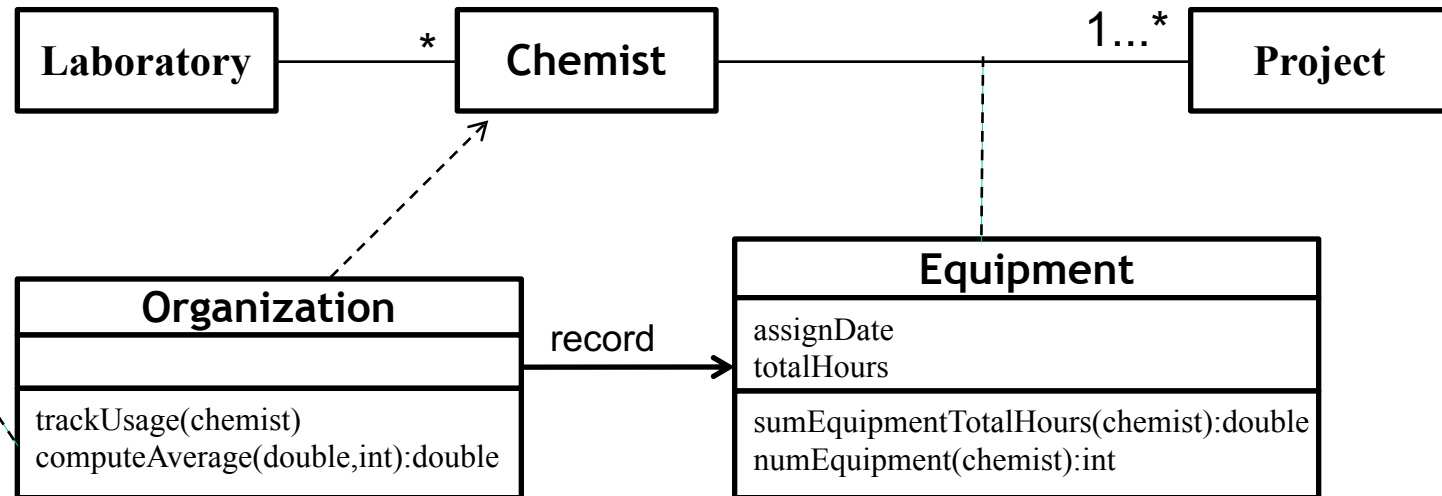 Laboratory
*
Chemist
1...*
Project
Organization
trackUsage(chemist)
computeAverage(double,int):double
record
Equipment
assignDate
totalHours
sumEquipmentTotalHours(chemist):double
numEquipment(chemist):int